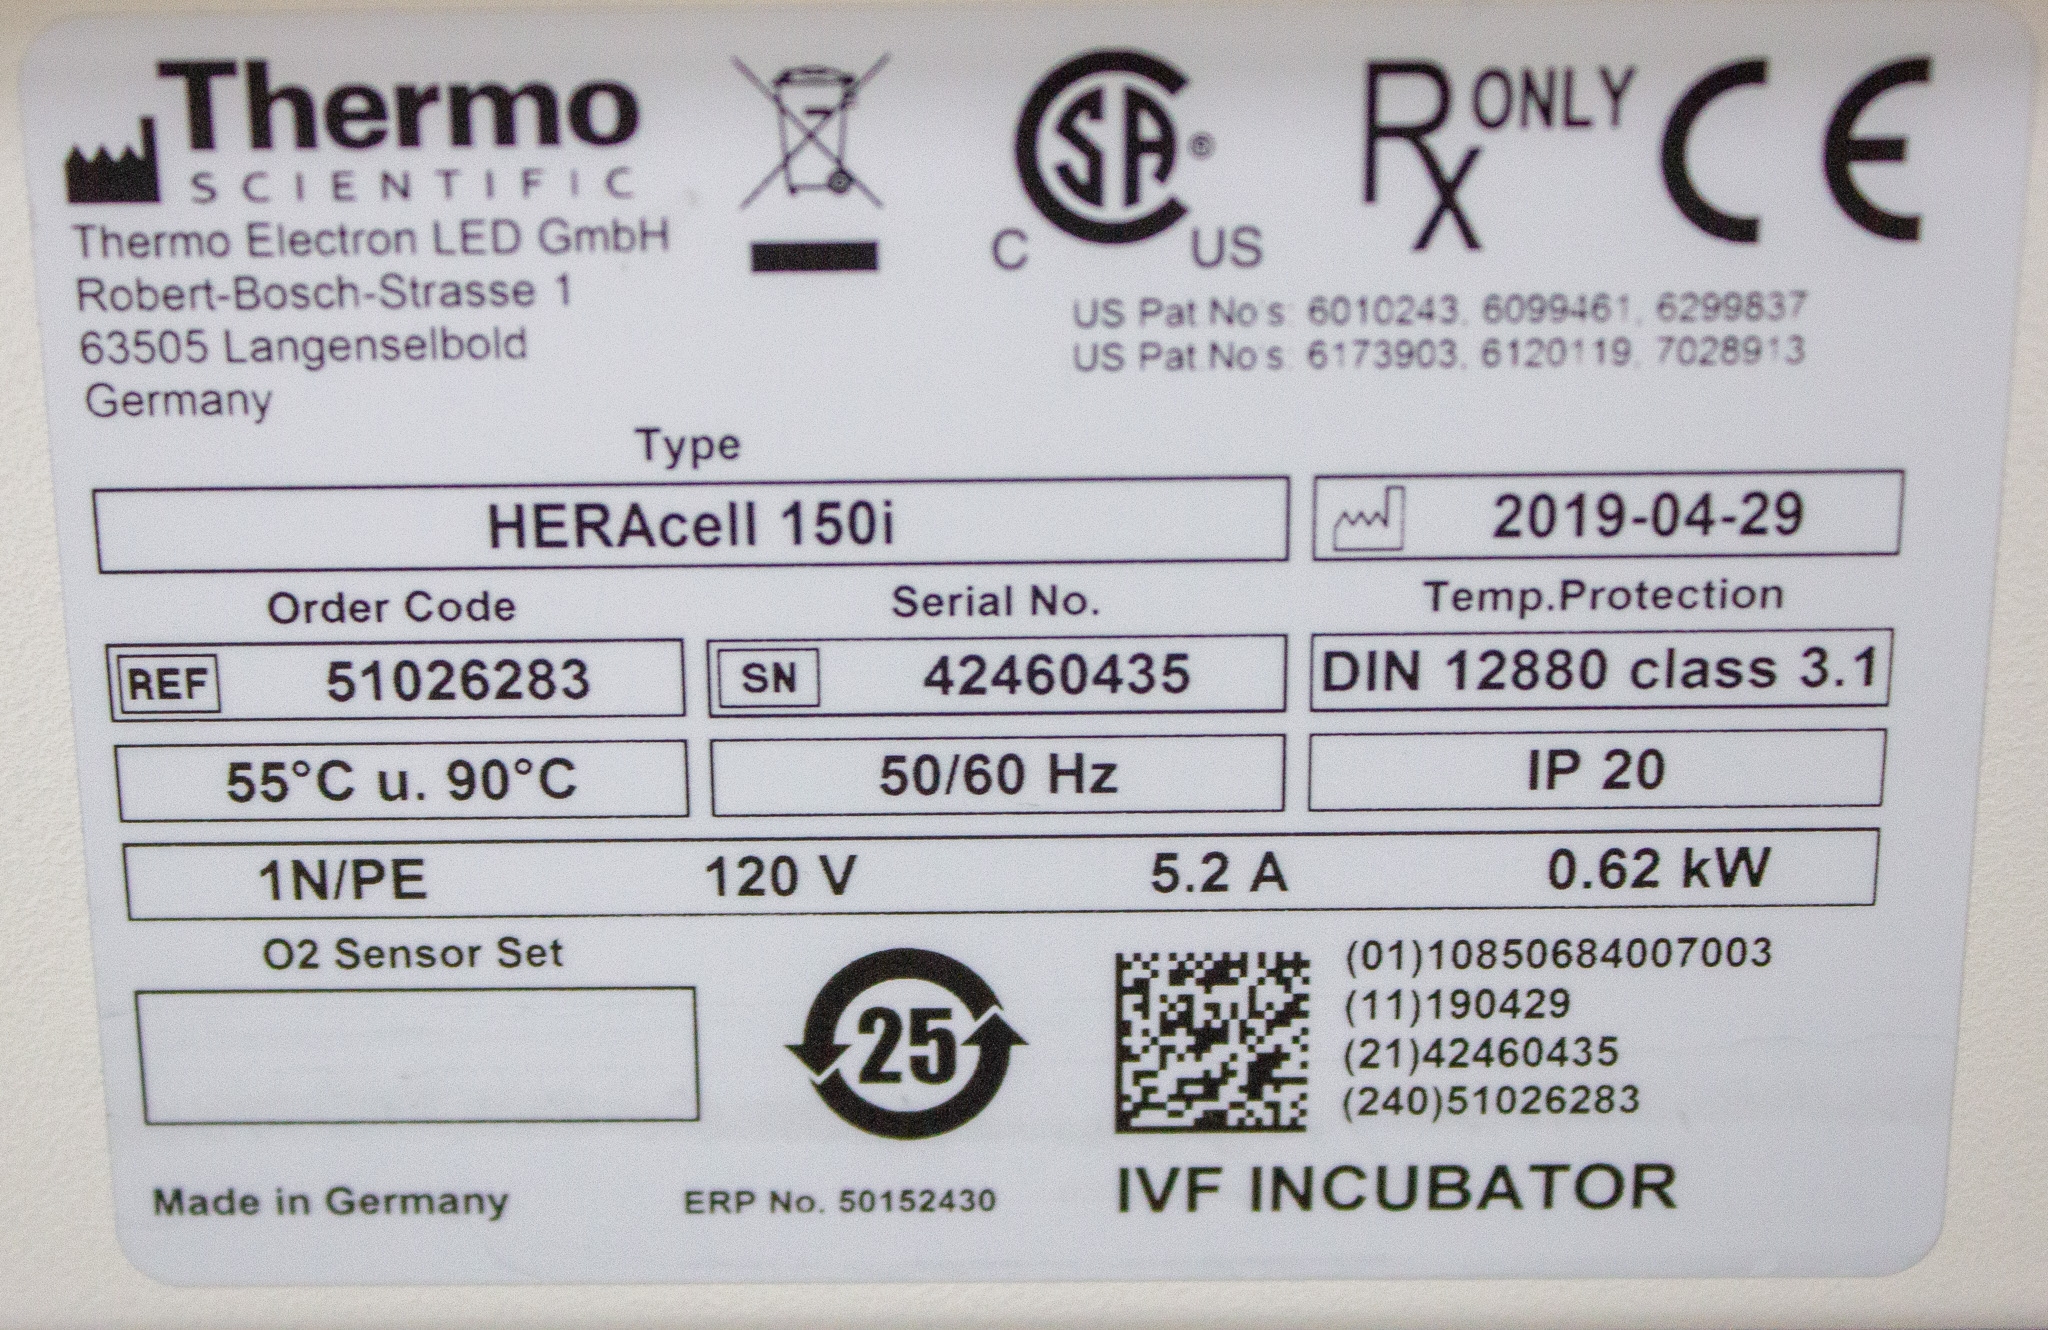 Thermo
SCIENTIFIC
Thermo Electron LED GmbH
Robert-Bosch-Strasse 1
63505 Langenselbold
Germany
CSA ®
C US
Rx ONLY
CE
US Pat.No's: 6010243, 6099461, 6299837
US Pat.No's: 6173903, 6120119, 7028913
Type
HERAcell 150i
2019-04-29
Order Code Serial No. Temp.Protection
REF 51026283 SN 42460435 DIN 12880 class 3.1
55°C u. 90°C 50/60 Hz IP 20
1N/PE 120 V 5.2 A 0.62 kW
O2 Sensor Set
25
(01)10850684007003
(11)190429
(21)42460435
(240)51026283
Made in Germany ERP No. 50152430 IVF INCUBATOR